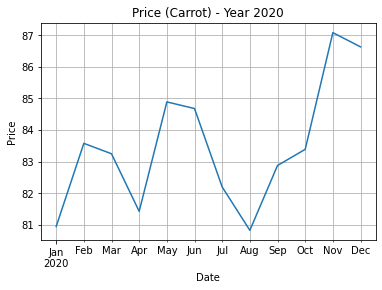 Price (Carrot) - Year 2020
87
86
85
84
83
82
81
Price
Jan Feb Mar Apr May Jun Jul Aug Sep Oct Nov Dec
2020
Date